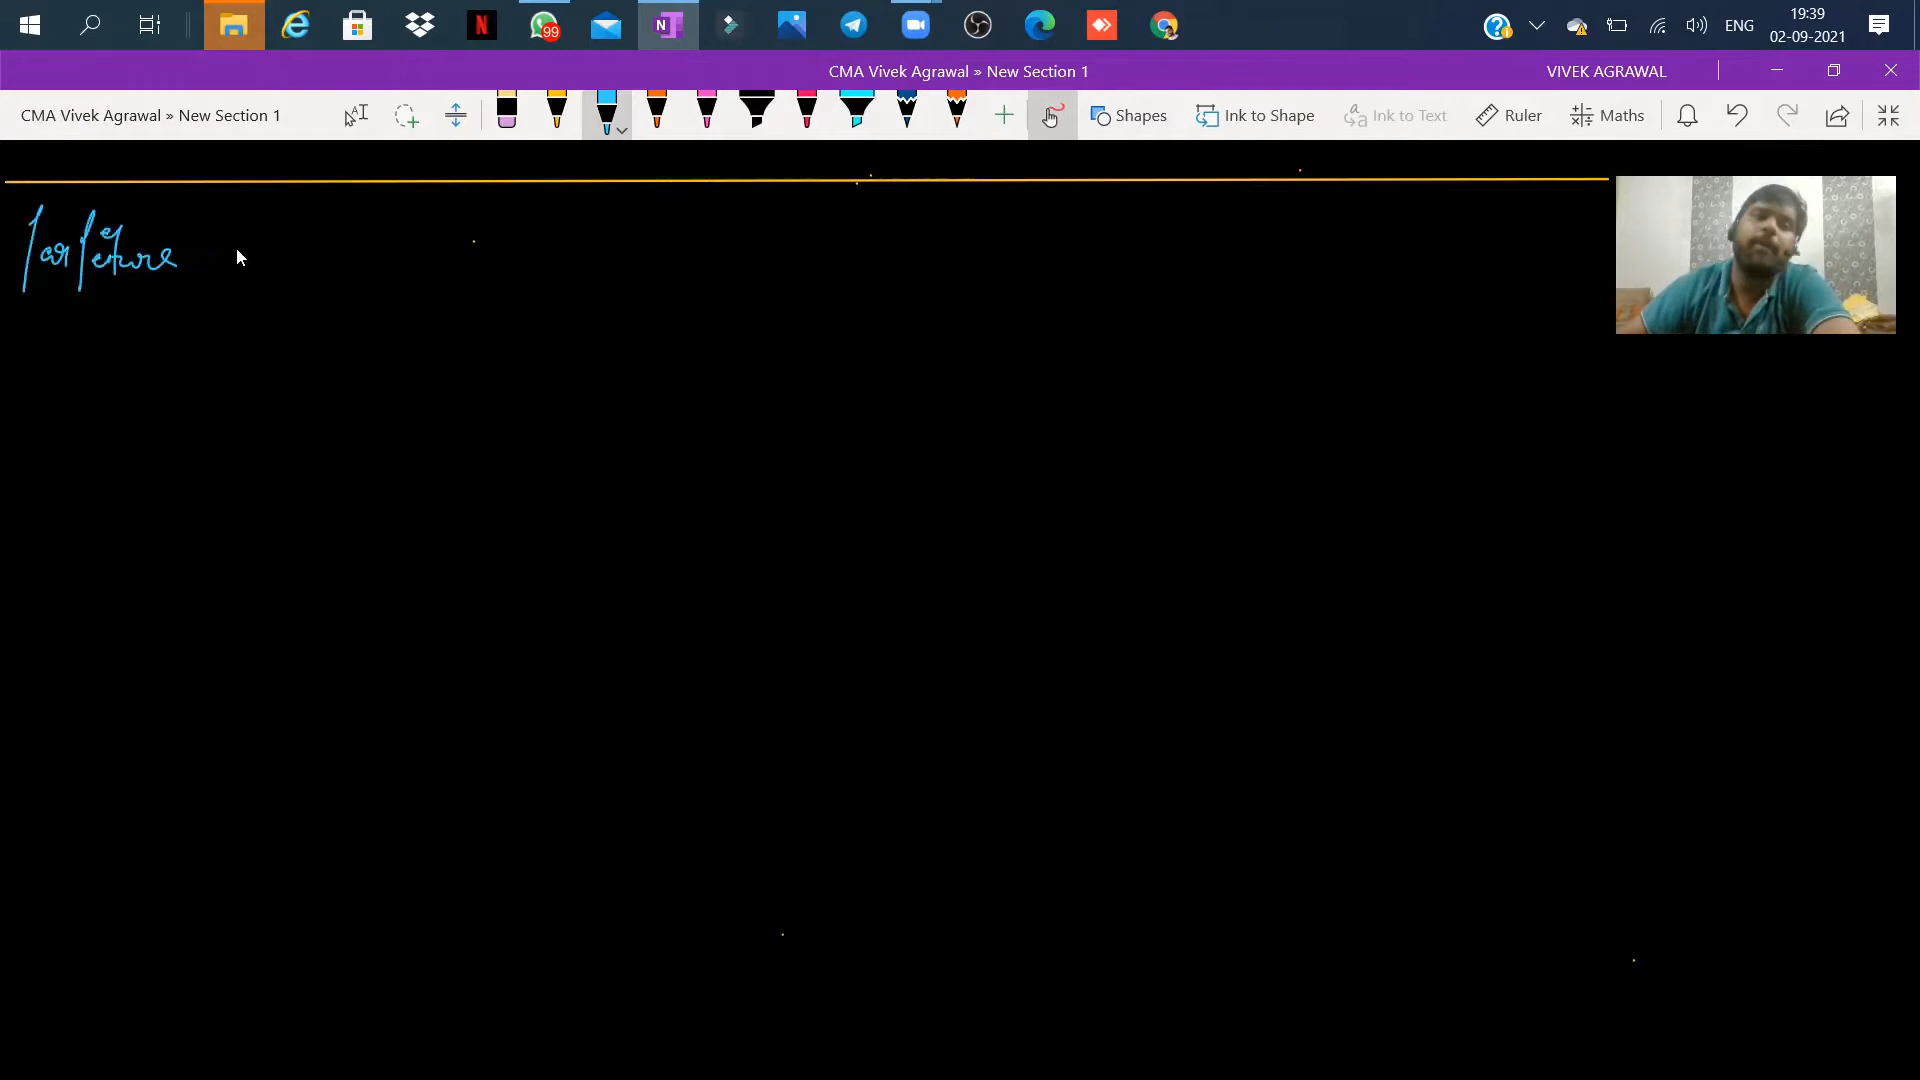 99
ENG
19:39
02-09-2021
CMA Vivek Agrawal » New Section 1
VIVEK AGRAWAL
CMA Vivek Agrawal » New Section 1
Shapes
Ink to Shape
Ink to Text
Ruler
Maths